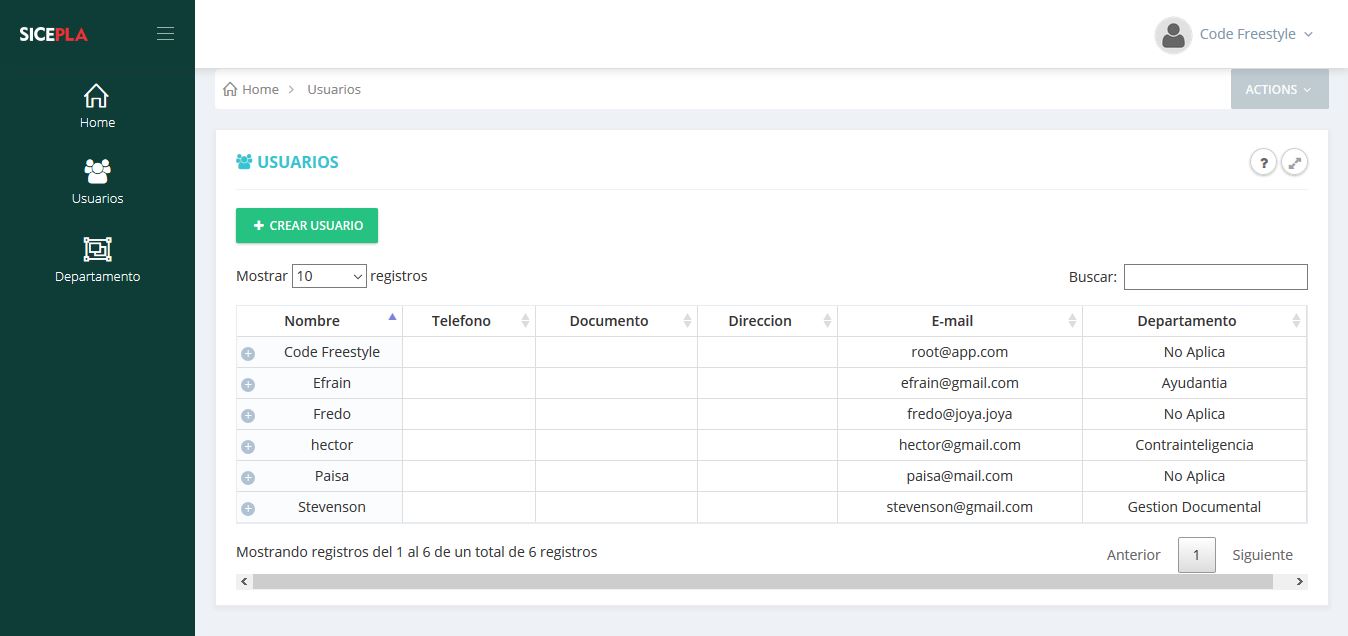 SICEPLA
Code Freestyle
Home
Usuarios
Departamento
Home > Usuarios
ACTIONS
USUARIOS
?
CREAR USUARIO
Mostrar 10 registros
Buscar:
Nombre Telefono Documento Direccion E-mail Departamento
Code Freestyle root@app.com No Aplica
Efrain efrain@gmail.com Ayudantia
Fredo fredo@joya.joya No Aplica
hector hector@gmail.com Contrainteligencia
Paisa paisa@mail.com No Aplica
Stevenson stevenson@gmail.com Gestion Documental
Mostrando registros del 1 al 6 de un total de 6 registros
Anterior 1 Siguiente